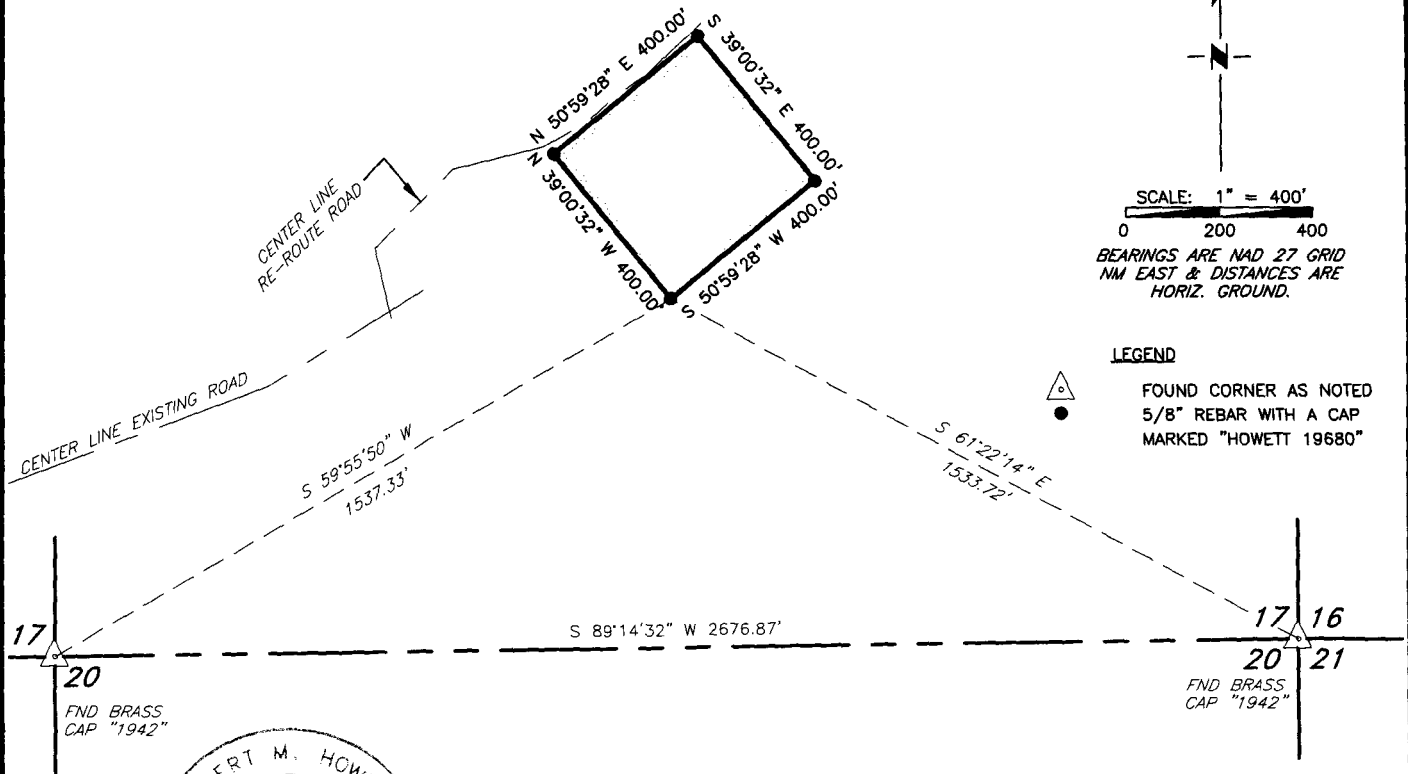 N 50°59'28" E 400.00'
S 39°00'32" E 400.00'
N 39°00'32" W 400.00'
S 50°59'28" W 400.00'
N
SCALE: 1" = 400'
0 200 400
BEARINGS ARE NAD 27 GRID
NM EAST & DISTANCES ARE
HORIZ. GROUND.
CENTER LINE
RE-ROUTE ROAD
LEGEND
FOUND CORNER AS NOTED
5/8" REBAR WITH A CAP
MARKED "HOWETT 19680"
CENTER LINE EXISTING ROAD
S 59°55'50" W
1537.33'
S 61°22'14" E
1533.72'
S 89°14'32" W 2676.87'
17
20
FND BRASS
CAP "1942"
17 16
20 21
FND BRASS
CAP "1942"
ERT M. HOW